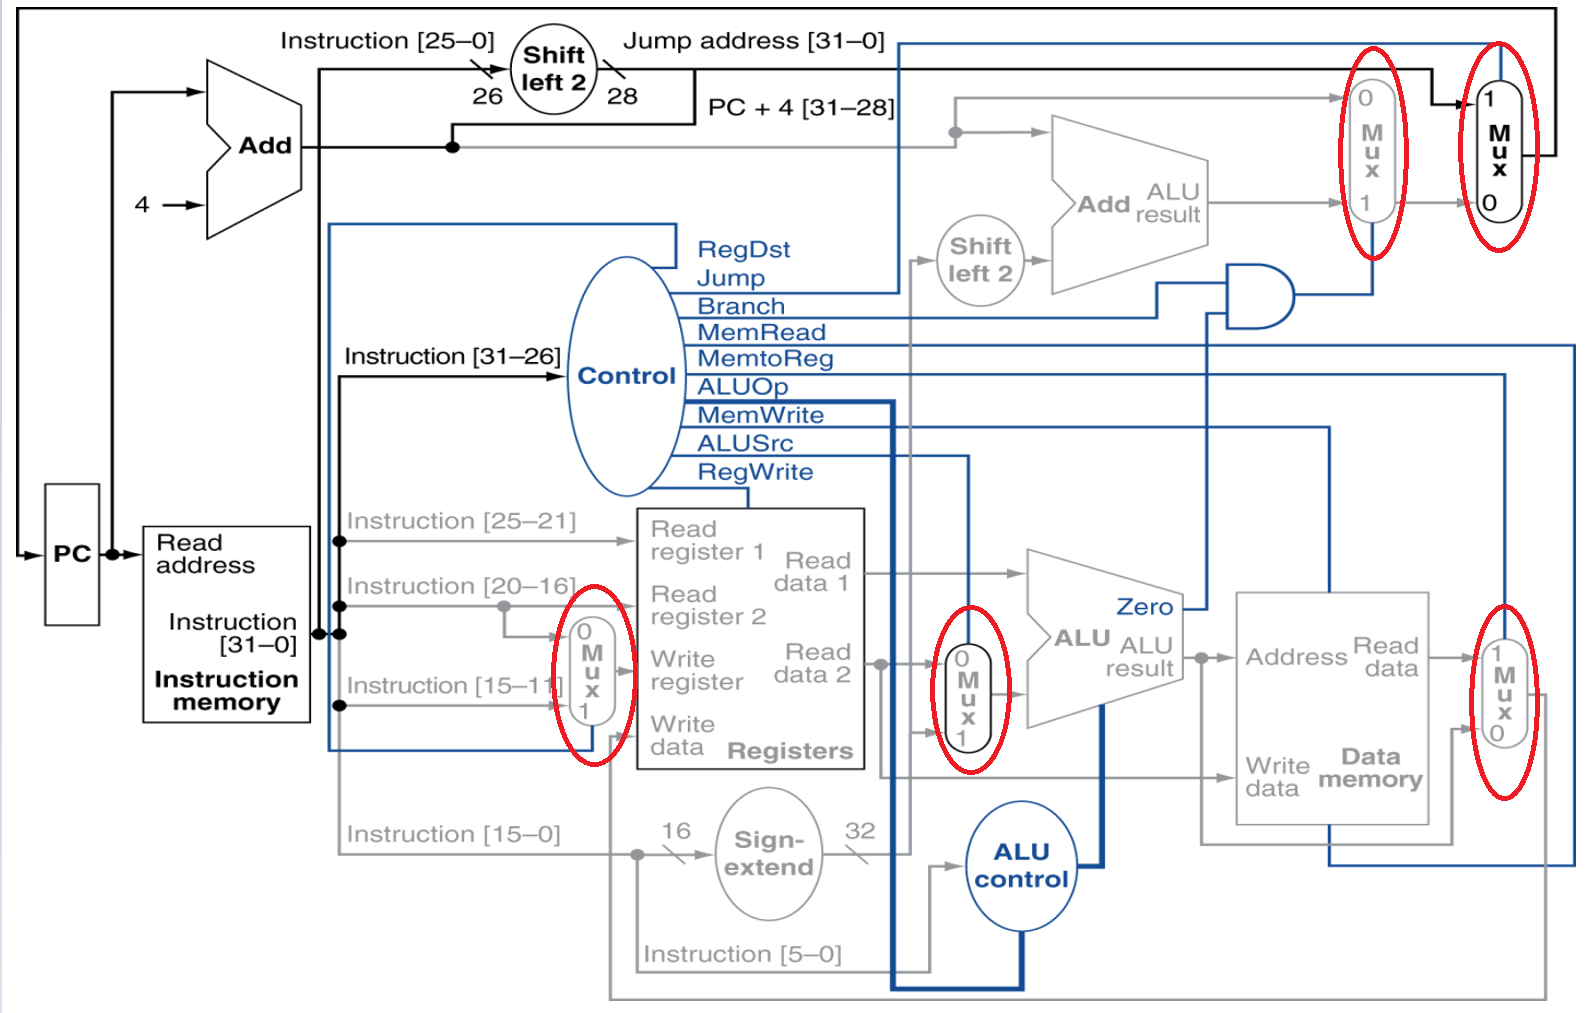 Instruction [25–0]
Shift
left 2
Jump address [31–0]
26
28
PC + 4 [31–28]
Add
4
0
M
u
x
1
1
M
u
x
0
Add
ALU
result
Shift
left 2
RegDst
Jump
Branch
MemRead
MemtoReg
ALUOp
MemWrite
ALUSrc
RegWrite
Instruction [31–26]
Control
PC
Read
address
Instruction
[31–0]
Instruction
memory
Instruction [25–21]
Instruction [20–16]
Instruction [15–11]
0
M
u
x
1
Read
register 1
Read
register 2
Write
register
Write
data
Read
data 1
Read
data 2
Registers
0
M
u
x
1
Zero
ALU
ALU
result
Address
Read
data
Write
data
Data
memory
1
M
u
x
0
Instruction [15–0]
16
Sign-
extend
32
ALU
control
Instruction [5–0]